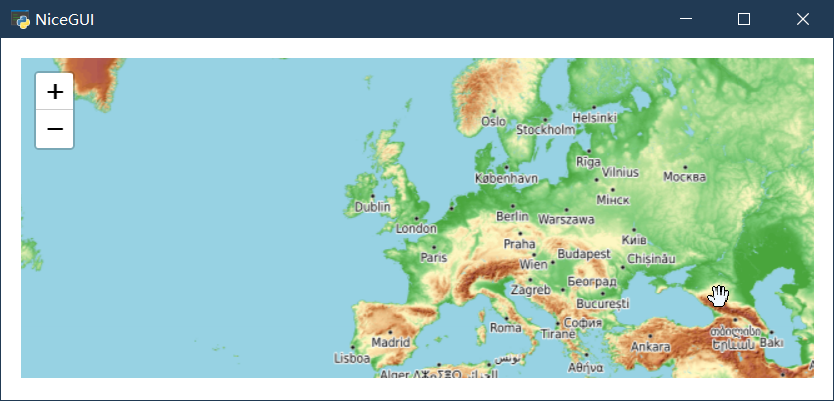 NiceGUI
+
−
Oslo
Stockholm
Helsinki
Rīga
København
Vilnius
Москва
Мінск
Dublin
Berlin
Warszawa
London
Київ
Praha
Paris
Budapest
Wien
Chișinău
Београд
Zagreb
București
София
Roma
Tiranë
თბილისი
Madrid
Երևան
Bakı
Ankara
Lisboa
تونس
Αθήνα
Alger